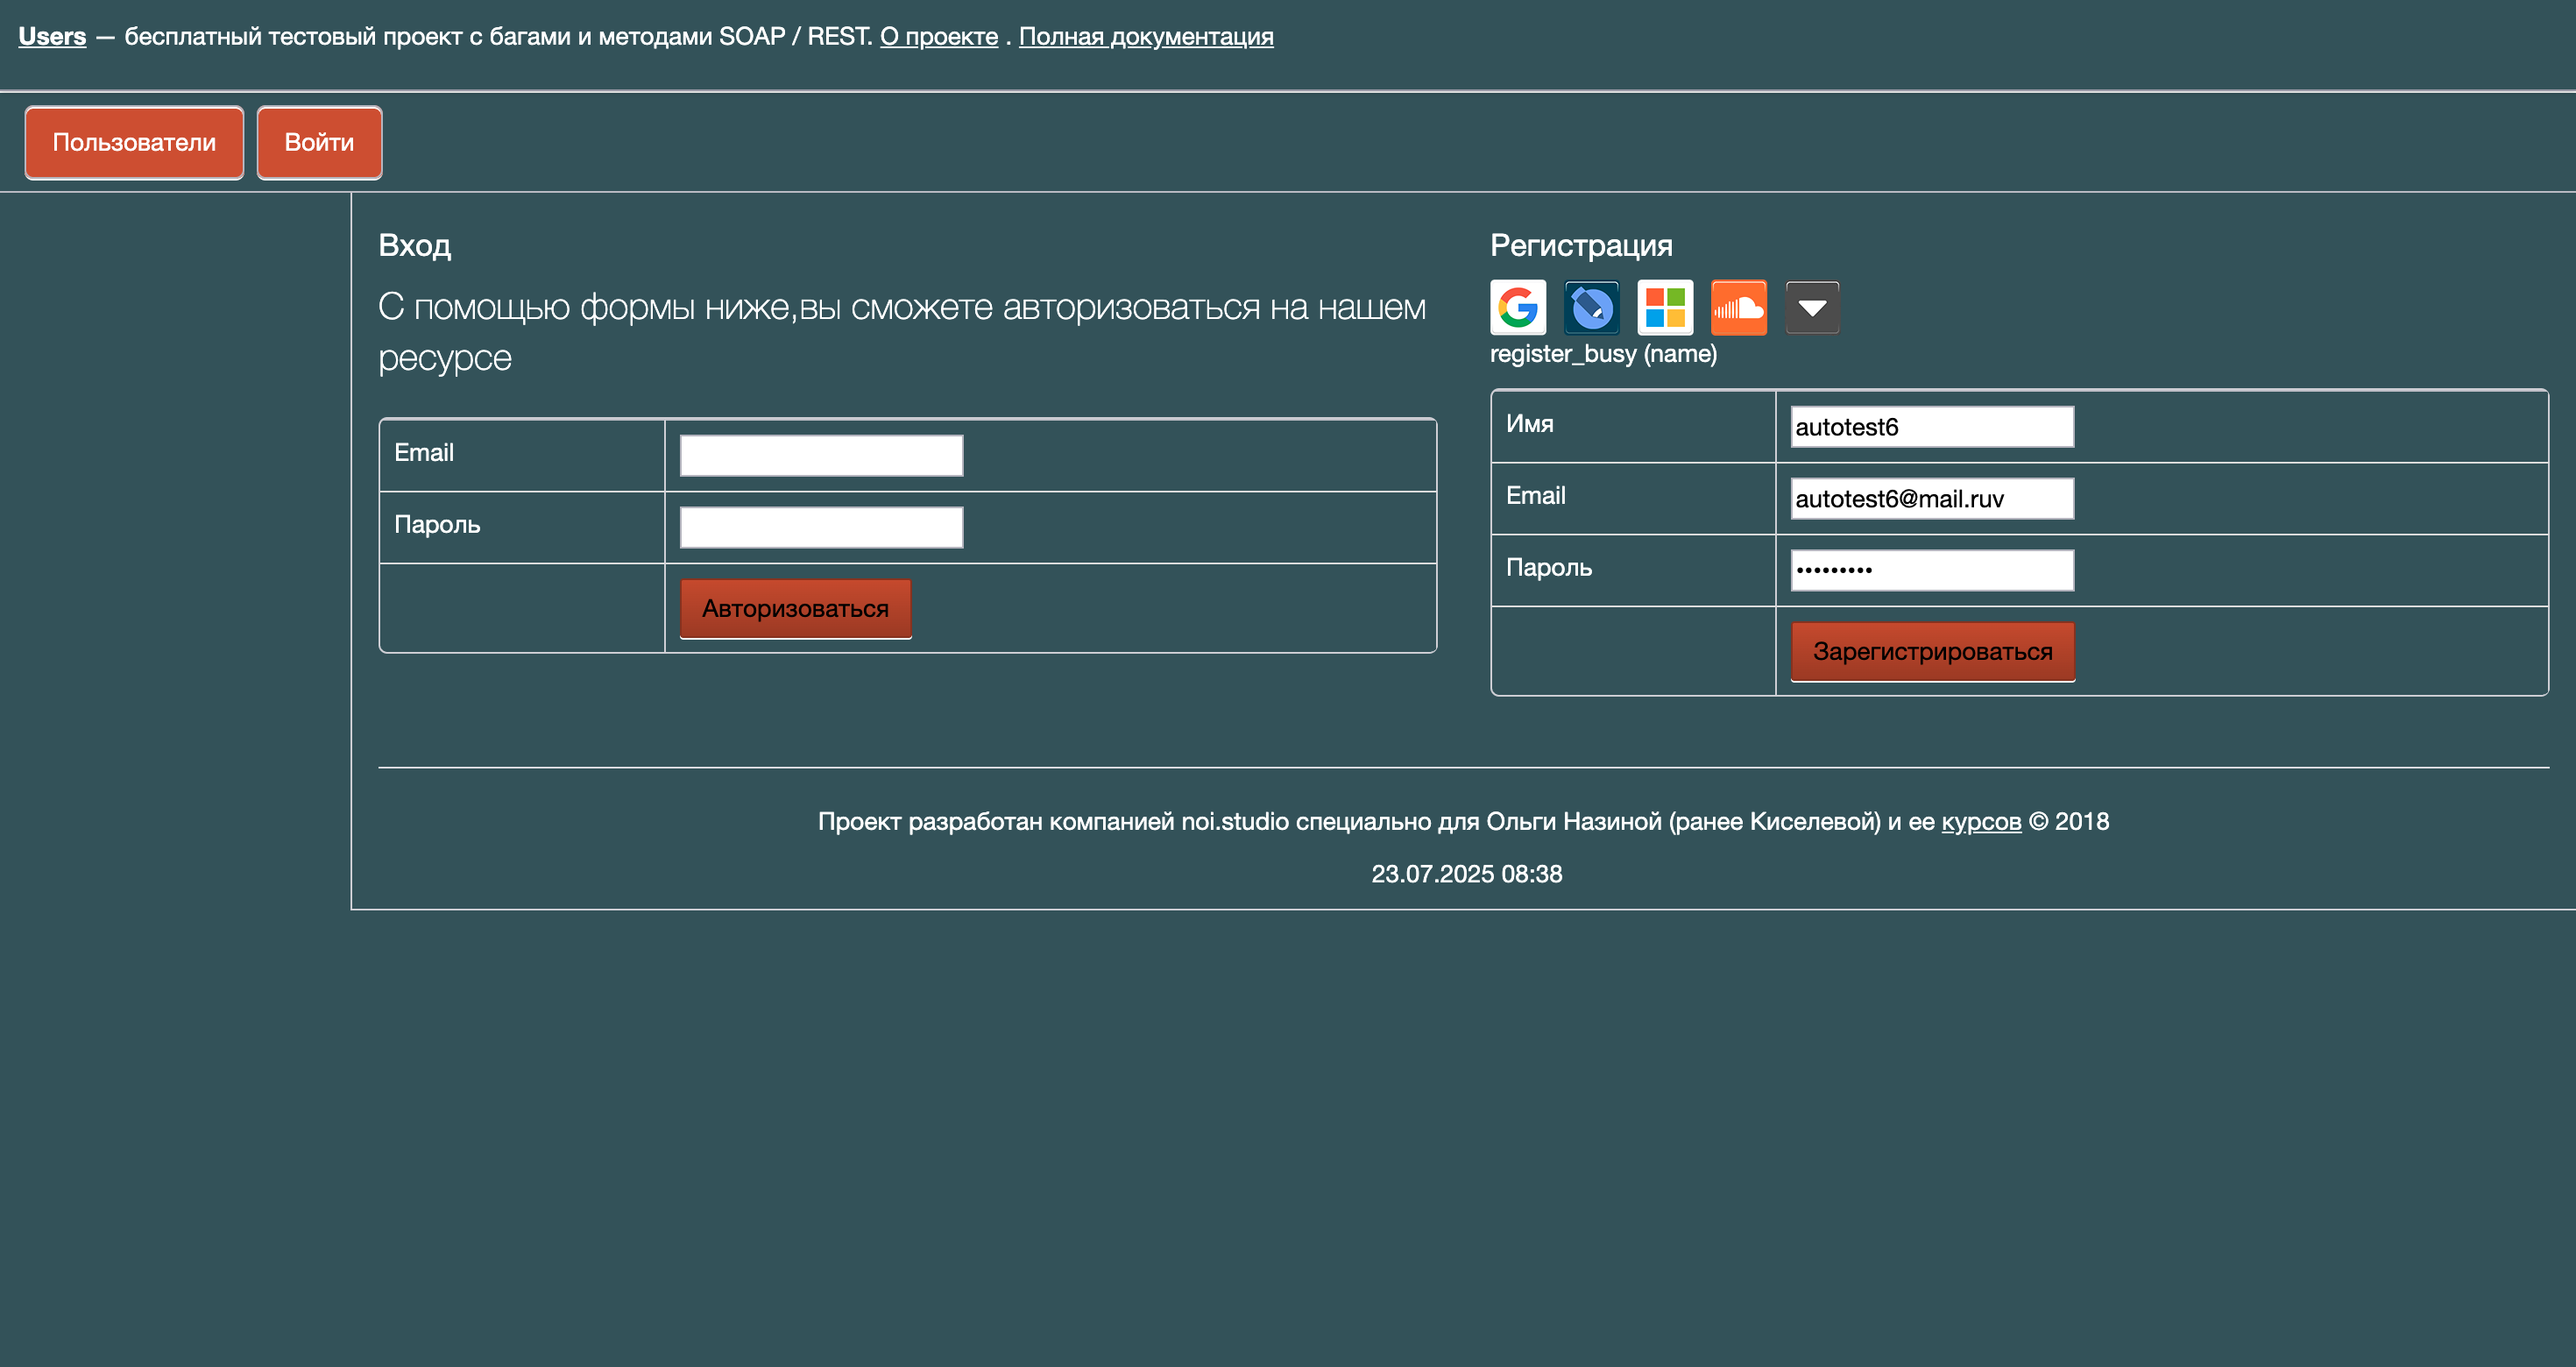 Users — бесплатный тестовый проект с багами и методами SOAP / REST. О проекте . Полная документация
Пользователи
Войти
Вход
С помощью формы ниже,вы сможете авторизоваться на нашем
ресурсе
Email
Пароль
Авторизоваться
Регистрация
register_busy (name)
Имя
autotest6
Email
autotest6@mail.ruv
Пароль
•••••••••
Зарегистрироваться
Проект разработан компанией noi.studio специально для Ольги Назиной (ранее Киселевой) и ее курсов © 2018
23.07.2025 08:38